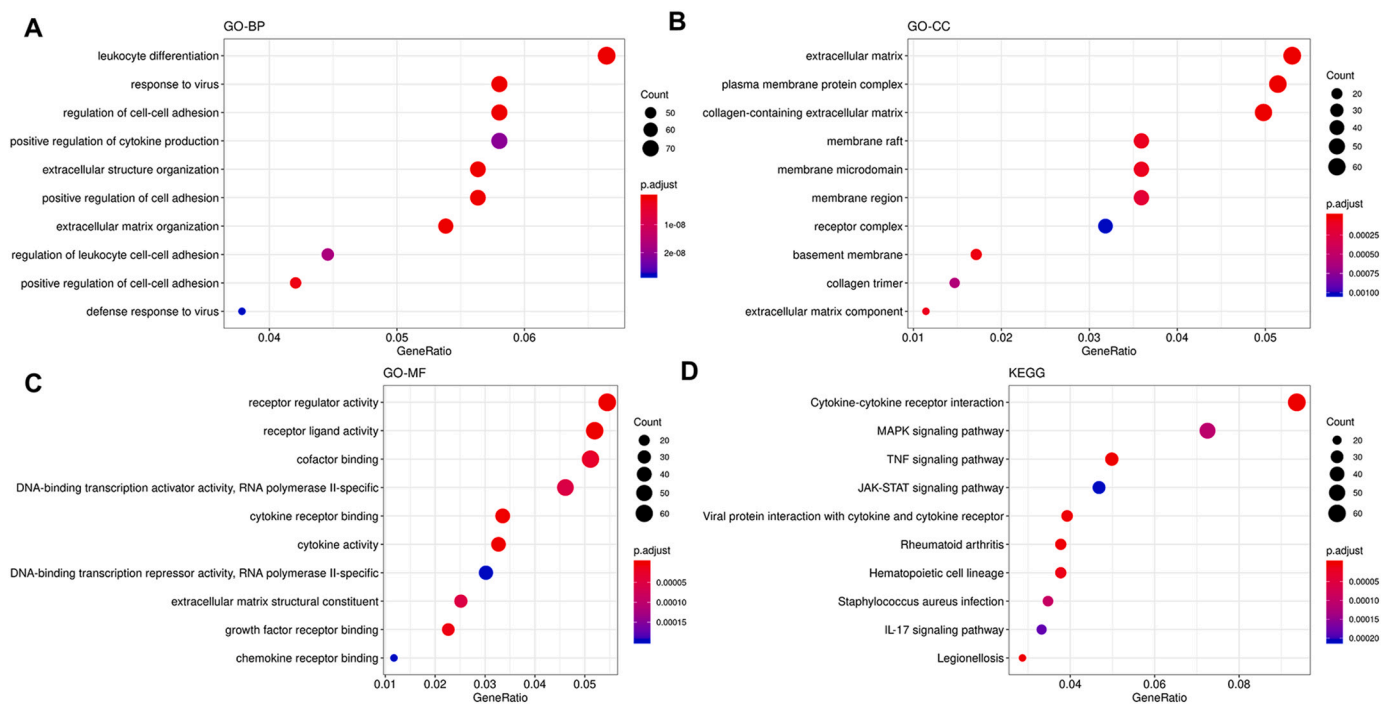 A
GO-BP
leukocyte differentiation
response to virus
regulation of cell-cell adhesion
positive regulation of cytokine production
extracellular structure organization
positive regulation of cell adhesion
extracellular matrix organization
regulation of leukocyte cell-cell adhesion
positive regulation of cell-cell adhesion
defense response to virus
0.04 0.05 0.06
GeneRatio
Count
50
60
70
p.adjust
1e-08
2e-08
B
GO-CC
extracellular matrix
plasma membrane protein complex
collagen-containing extracellular matrix
membrane raft
membrane microdomain
membrane region
receptor complex
basement membrane
collagen trimer
extracellular matrix component
0.01 0.02 0.03 0.04 0.05
GeneRatio
Count
20
30
40
50
60
p.adjust
0.00025
0.00050
0.00075
0.00100
C
GO-MF
receptor regulator activity
receptor ligand activity
cofactor binding
DNA-binding transcription activator activity, RNA polymerase II-specific
cytokine receptor binding
cytokine activity
DNA-binding transcription repressor activity, RNA polymerase II-specific
extracellular matrix structural constituent
growth factor receptor binding
chemokine receptor binding
0.01 0.02 0.03 0.04 0.05
GeneRatio
Count
20
30
40
50
60
p.adjust
0.00005
0.00010
0.00015
D
KEGG
Cytokine-cytokine receptor interaction
MAPK signaling pathway
TNF signaling pathway
JAK-STAT signaling pathway
Viral protein interaction with cytokine and cytokine receptor
Rheumatoid arthritis
Hematopoietic cell lineage
Staphylococcus aureus infection
IL-17 signaling pathway
Legionellosis
0.04 0.06 0.08
GeneRatio
Count
20
30
40
50
60
p.adjust
0.00005
0.00010
0.00015
0.00020